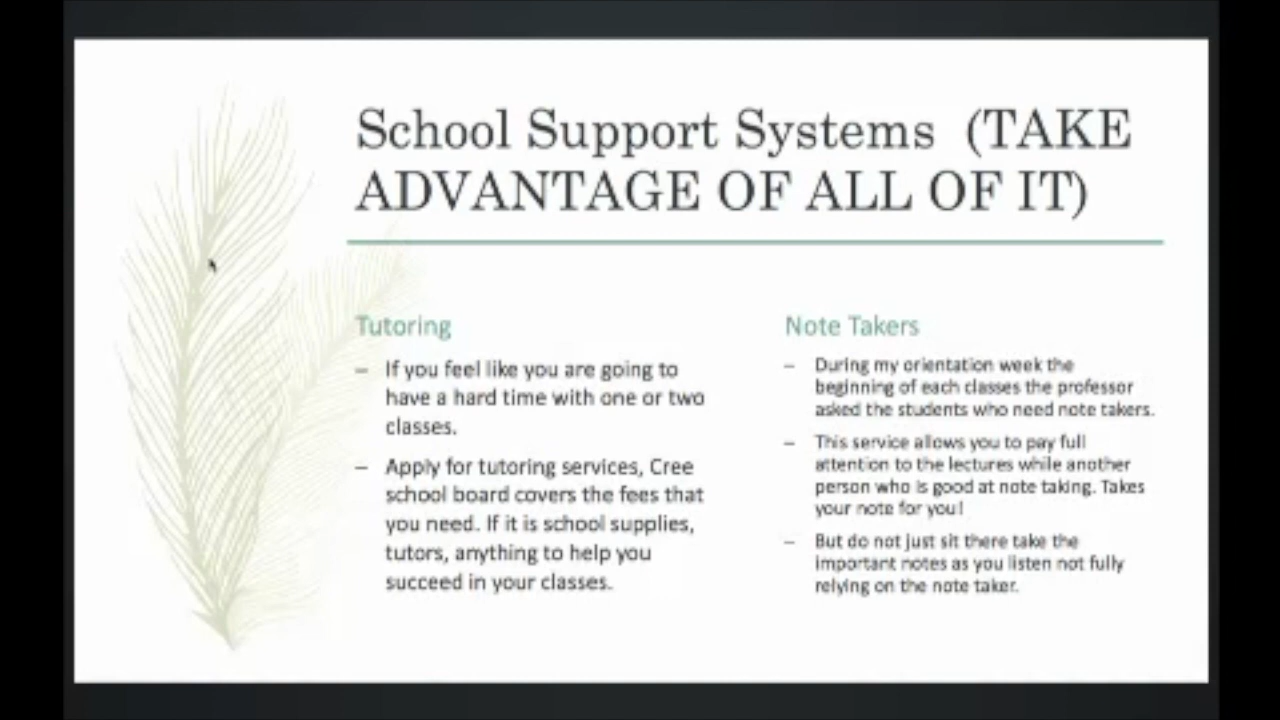 School Support Systems (TAKE
ADVANTAGE OF ALL OF IT)
Tutoring
– If you feel like you are going to
have a hard time with one or two
classes.
– Apply for tutoring services, Cree
school board covers the fees that
you need. If it is school supplies,
tutors, anything to help you
succeed in your classes.
Note Takers
– During my orientation week the
beginning of each classes the professor
asked the students who need note takers.
– This service allows you to pay full
attention to the lectures while another
person who is good at note taking. Takes
your note for you!
– But do not just sit there take the
important notes as you listen not fully
relying on the note taker.